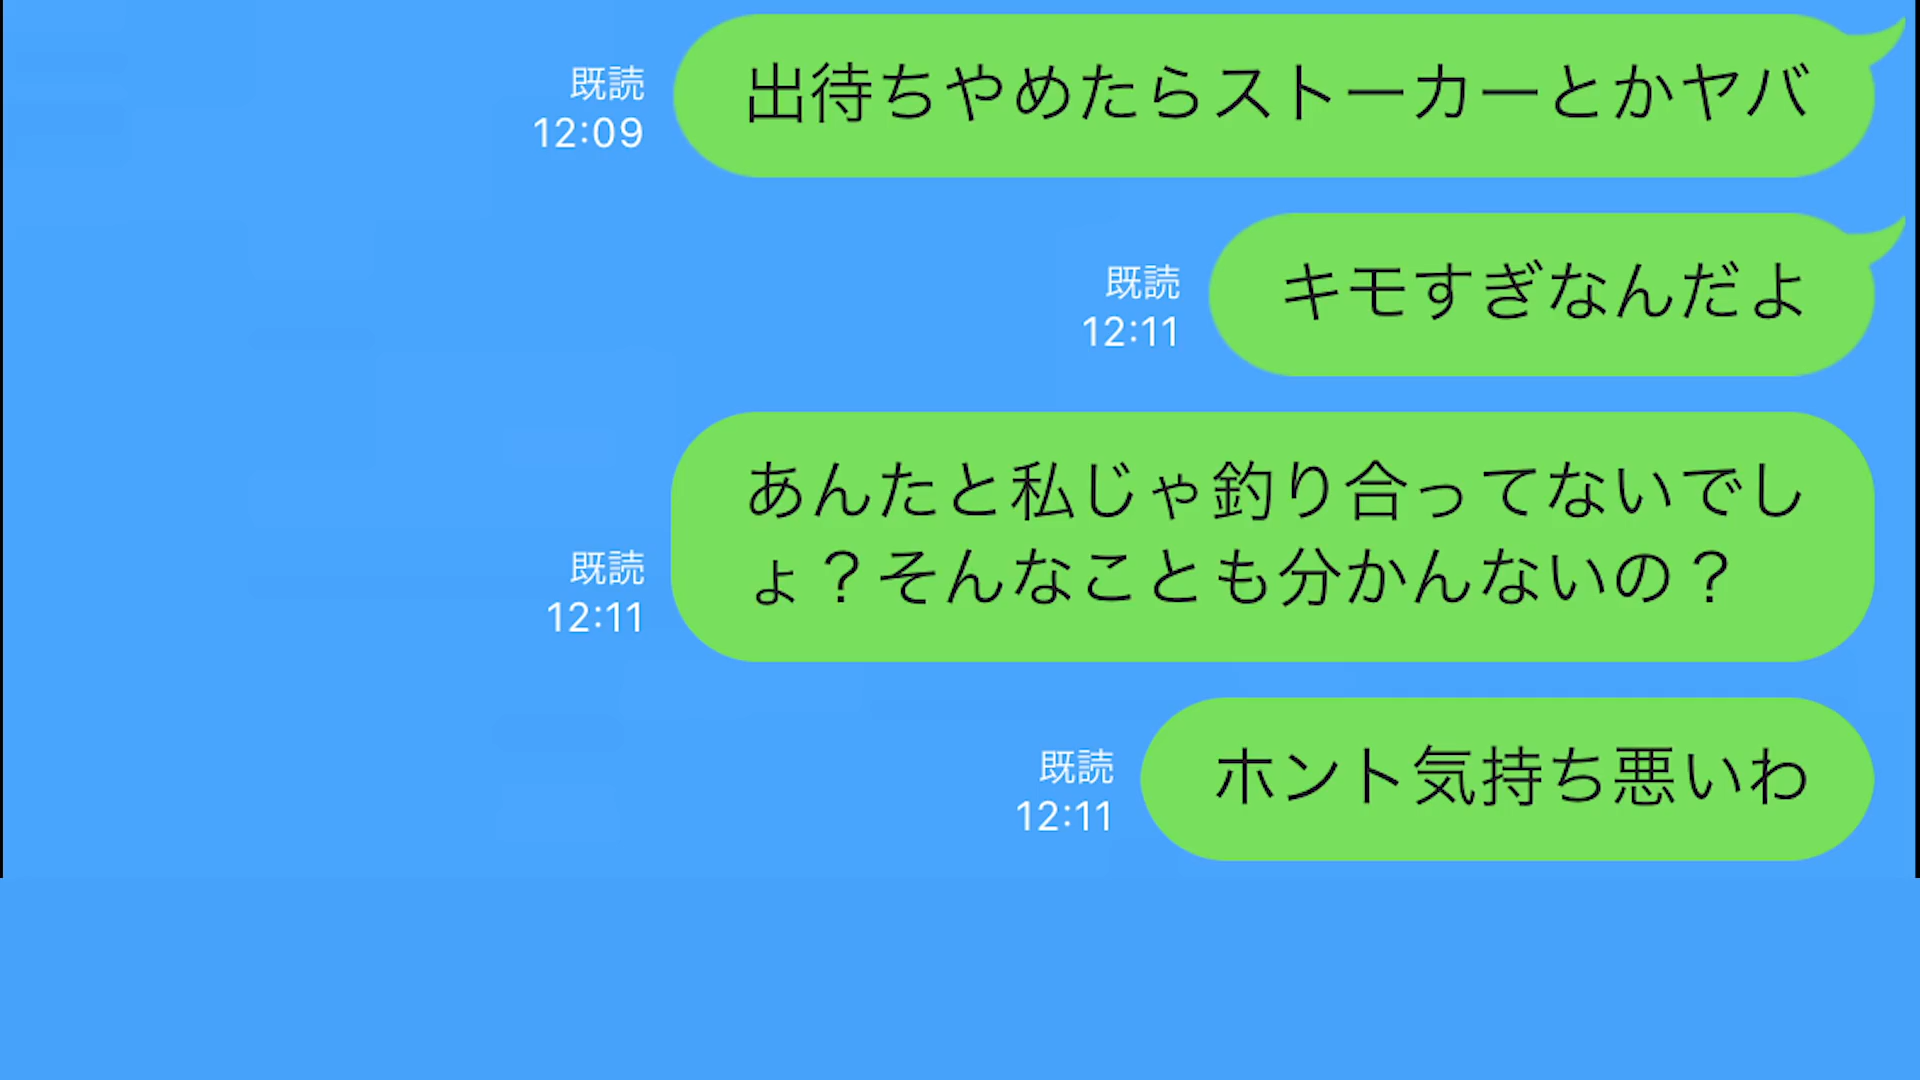 既読
12:09
出待ちやめたらストーカーとかヤバ
既読
12:11
キモすぎなんだよ
あんたと私じゃ釣り合ってないでし
ょ？そんなことも分かんないの？
既読
12:11
既読
12:11
ホント気持ち悪いわ